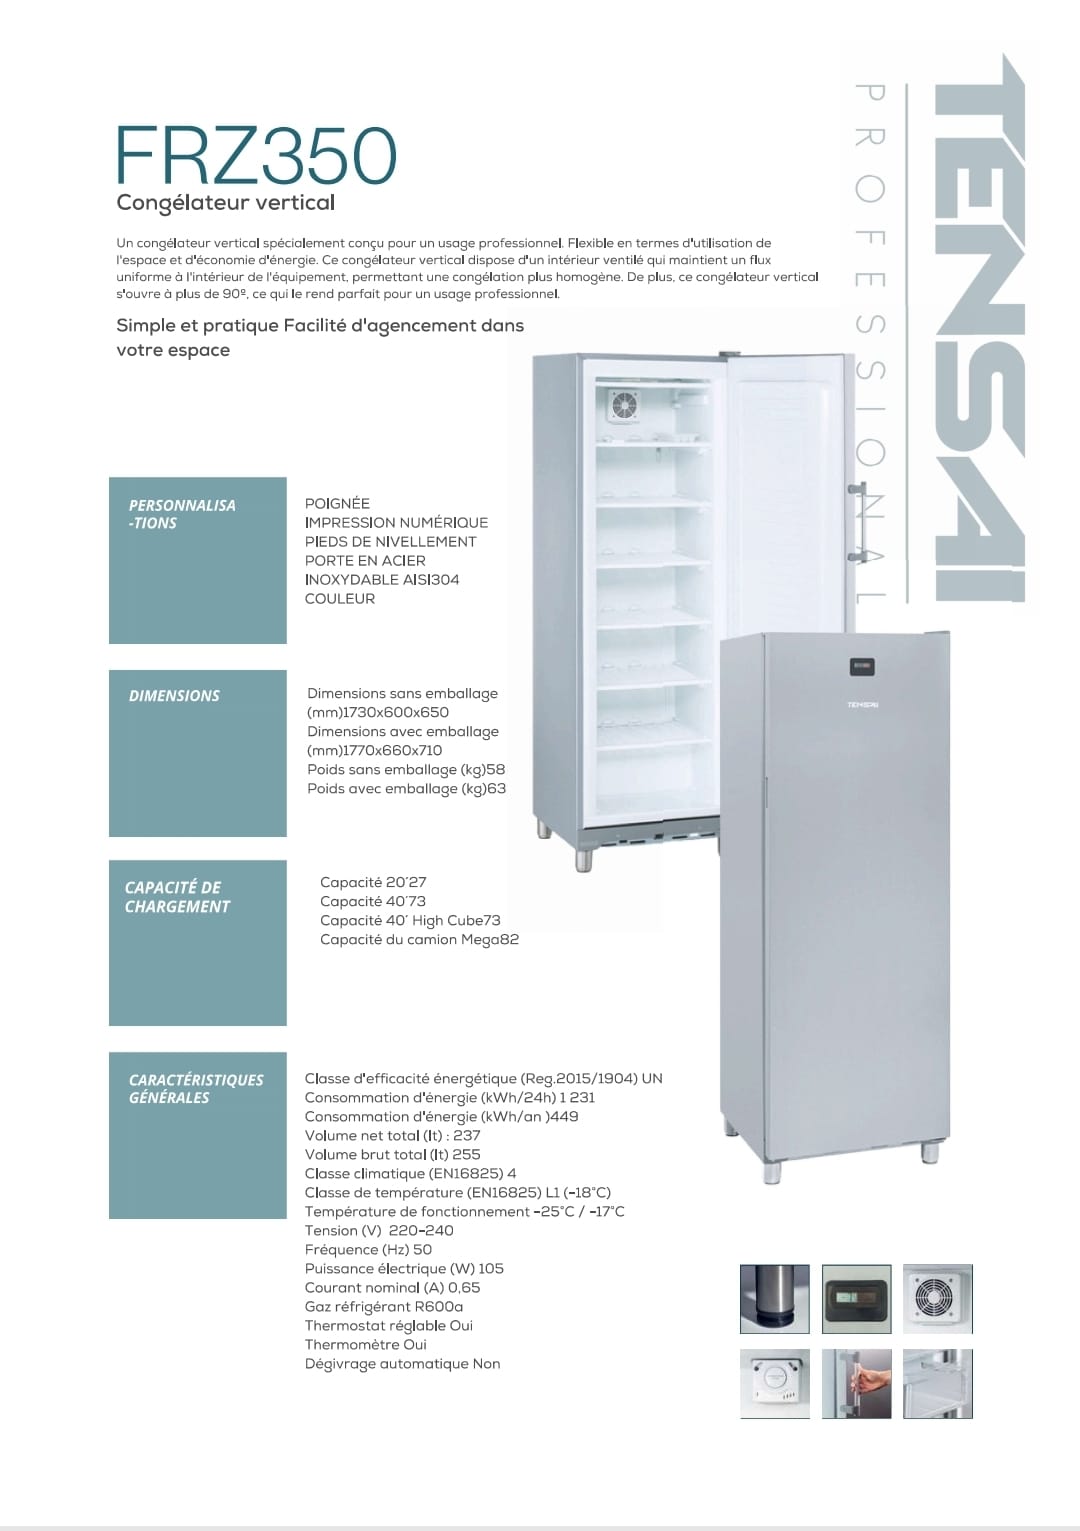 TENSAI
PROFESSIONAL
FRZ350
Congélateur vertical
Un congélateur vertical spécialement conçu pour un usage professionnel. Flexible en termes d'utilisation de
l'espace et d'économie d'énergie. Ce congélateur vertical dispose d'un intérieur ventilé qui maintient un flux
uniforme à l'intérieur de l'équipement, permettant une congélation plus homogène. De plus, ce congélateur vertical
s'ouvre à plus de 90º, ce qui le rend parfait pour un usage professionnel.
Simple et pratique Facilité d'agencement dans
votre espace
PERSONNALISA
-TIONS
POIGNÉE
IMPRESSION NUMÉRIQUE
PIEDS DE NIVELLEMENT
PORTE EN ACIER
INOXYDABLE AISI304
COULEUR
DIMENSIONS
Dimensions sans emballage
(mm)1730x600x650
Dimensions avec emballage
(mm)1770x660x710
Poids sans emballage (kg)58
Poids avec emballage (kg)63
TENSAI
CAPACITÉ DE
CHARGEMENT
Capacité 20'27
Capacité 40'73
Capacité 40' High Cube73
Capacité du camion Mega82
CARACTÉRISTIQUES
GÉNÉRALES
Classe d'efficacité énergétique (Reg.2015/1904) UN
Consommation d'énergie (kWh/24h) 1 231
Consommation d'énergie (kWh/an )449
Volume net total (lt) : 237
Volume brut total (lt) 255
Classe climatique (EN16825) 4
Classe de température (EN16825) L1 (-18°C)
Température de fonctionnement -25°C / -17°C
Tension (V)  220-240
Fréquence (Hz) 50
Puissance électrique (W) 105
Courant nominal (A) 0,65
Gaz réfrigérant R600a
Thermostat réglable Oui
Thermomètre Oui
Dégivrage automatique Non